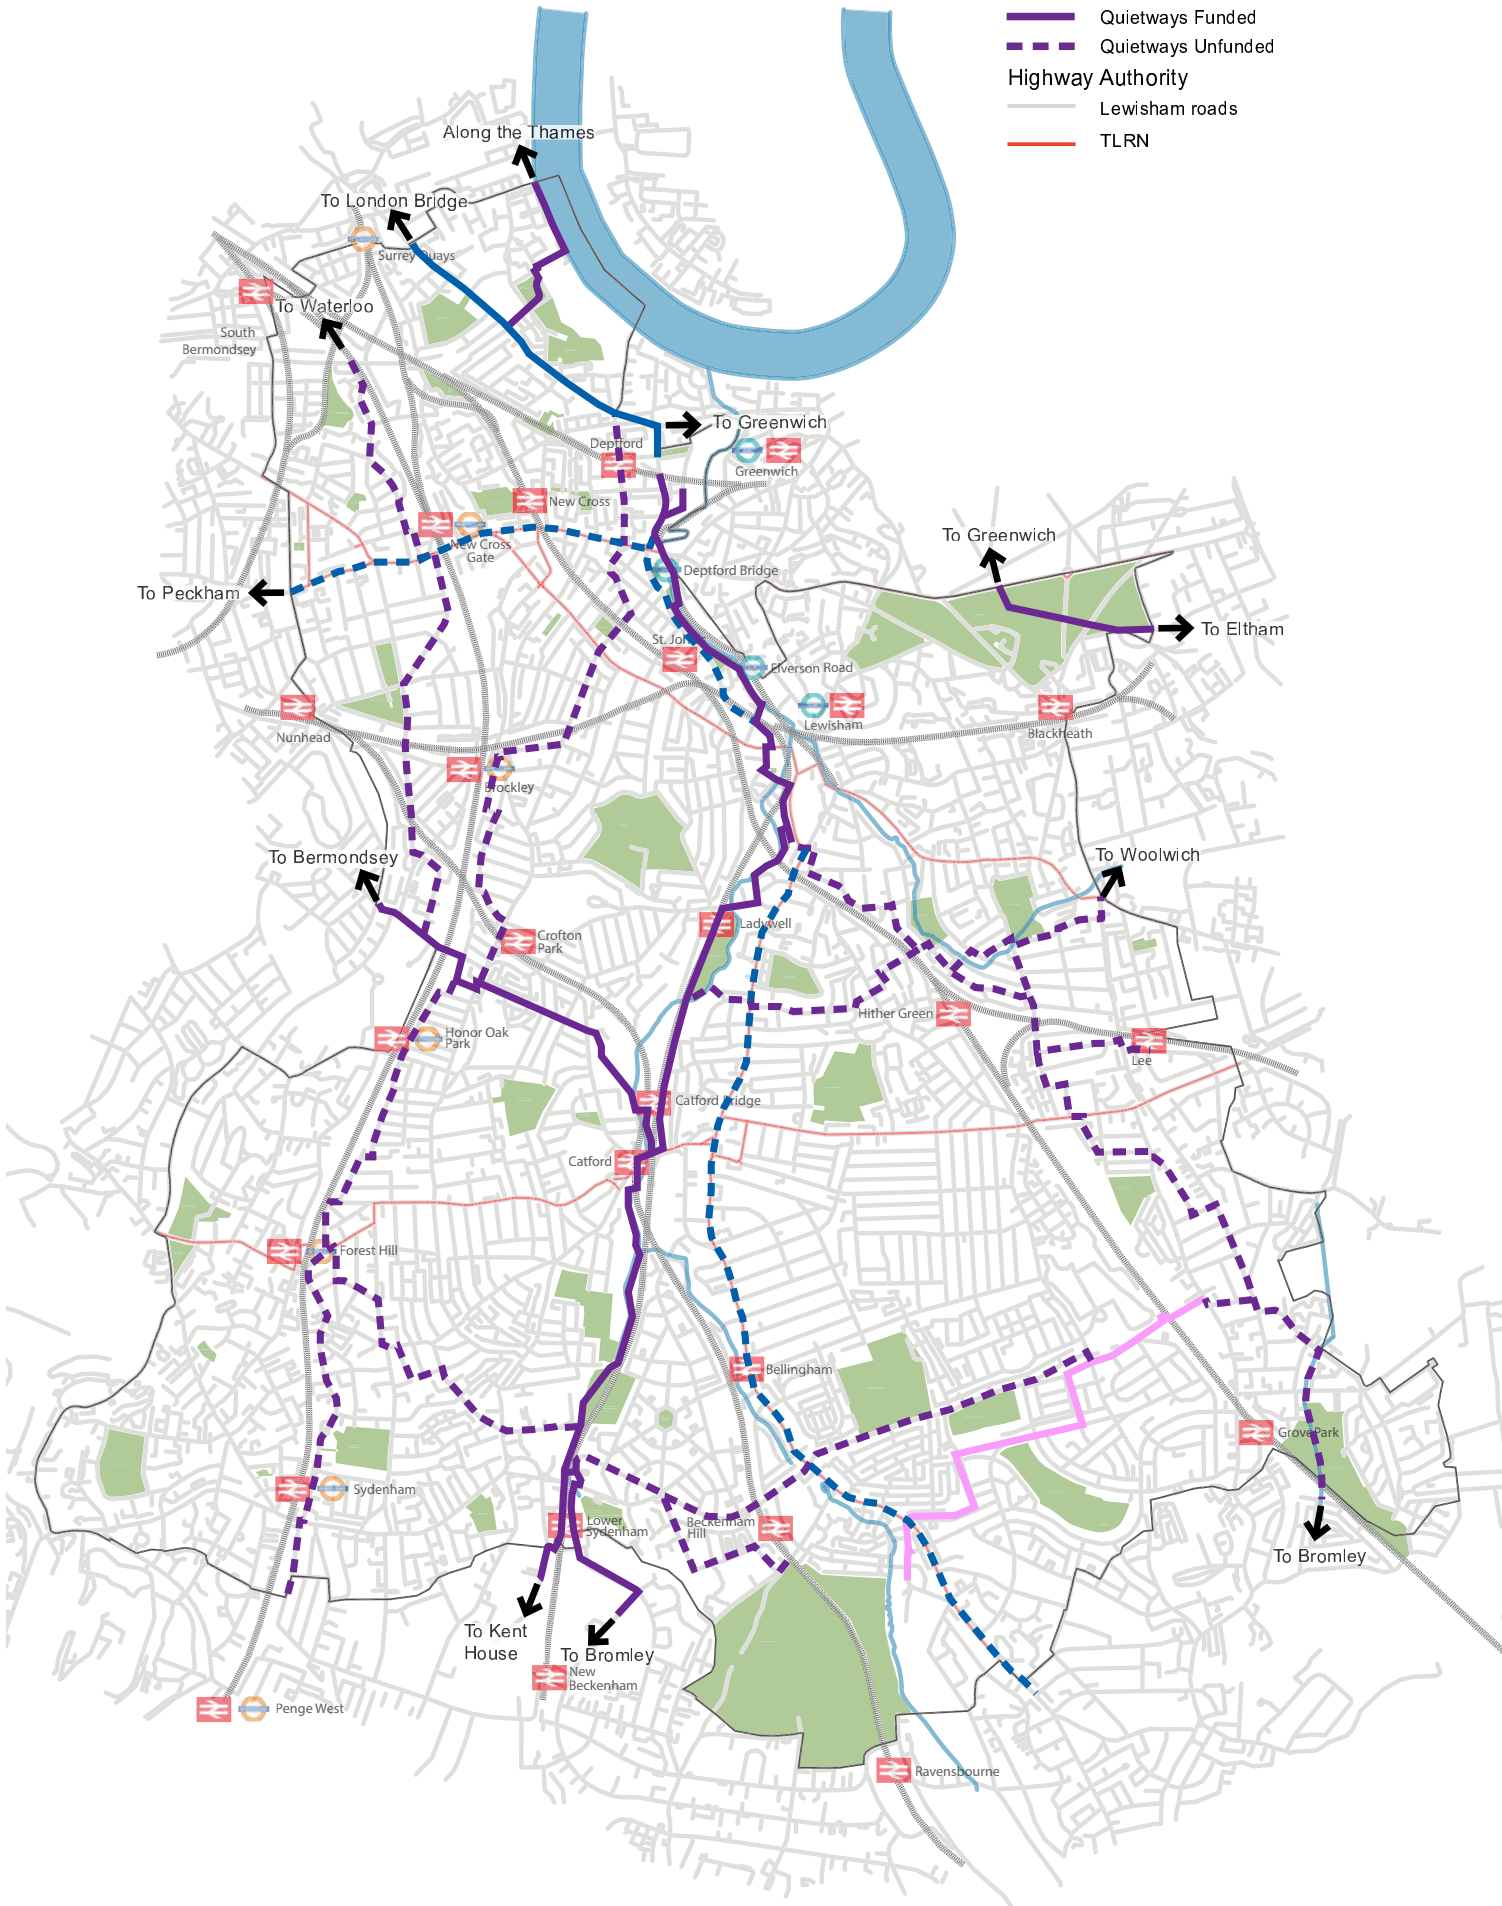 Quietways Funded
Quietways Unfunded
Highway Authority
Lewisham roads
TLRN
Along the Thames
To London Bridge
Surrey Quays
To Waterloo
South
Bermondsey
To Greenwich
Deptford
Greenwich
New Cross
To Greenwich
New Cross
Gate
Deptford Bridge
To Peckham
To Eltham
St. Johns
Elverson Road
Lewisham
Nunhead
Blackheath
Brockley
To Bermondsey
To Woolwich
Ladywell
Crofton
Park
Hither Green
Honor Oak
Park
Lee
Catford Bridge
Catford
Forest Hill
Bellingham
Grove Park
Sydenham
Lower
Sydenham
Beckenham
Hill
To Bromley
To Kent
House
To Bromley
New
Beckenham
Penge West
Ravensbourne